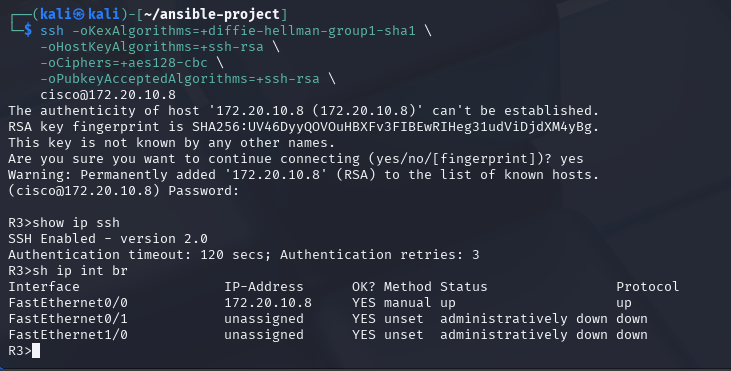 ┌──(kali㉿kali)-[~/ansible-project]
└─$ ssh -oKexAlgorithms=+diffie-hellman-group1-sha1 \
    -oHostKeyAlgorithms=+ssh-rsa \
    -oCiphers=+aes128-cbc \
    -oPubkeyAcceptedAlgorithms=+ssh-rsa \
    cisco@172.20.10.8
The authenticity of host '172.20.10.8 (172.20.10.8)' can't be established.
RSA key fingerprint is SHA256:UV46DyyQOVOuHBXFv3FIBEwRIHeg31udViDjdXM4yBg.
This key is not known by any other names.
Are you sure you want to continue connecting (yes/no/[fingerprint])? yes
Warning: Permanently added '172.20.10.8' (RSA) to the list of known hosts.
(cisco@172.20.10.8) Password:
R3>show ip ssh
SSH Enabled - version 2.0
Authentication timeout: 120 secs; Authentication retries: 3
R3>sh ip int br
Interface                  IP-Address      OK? Method Status                Protocol
FastEthernet0/0            172.20.10.8     YES manual up                    up
FastEthernet0/1            unassigned      YES unset  administratively down down
FastEthernet1/0            unassigned      YES unset  administratively down down
R3>